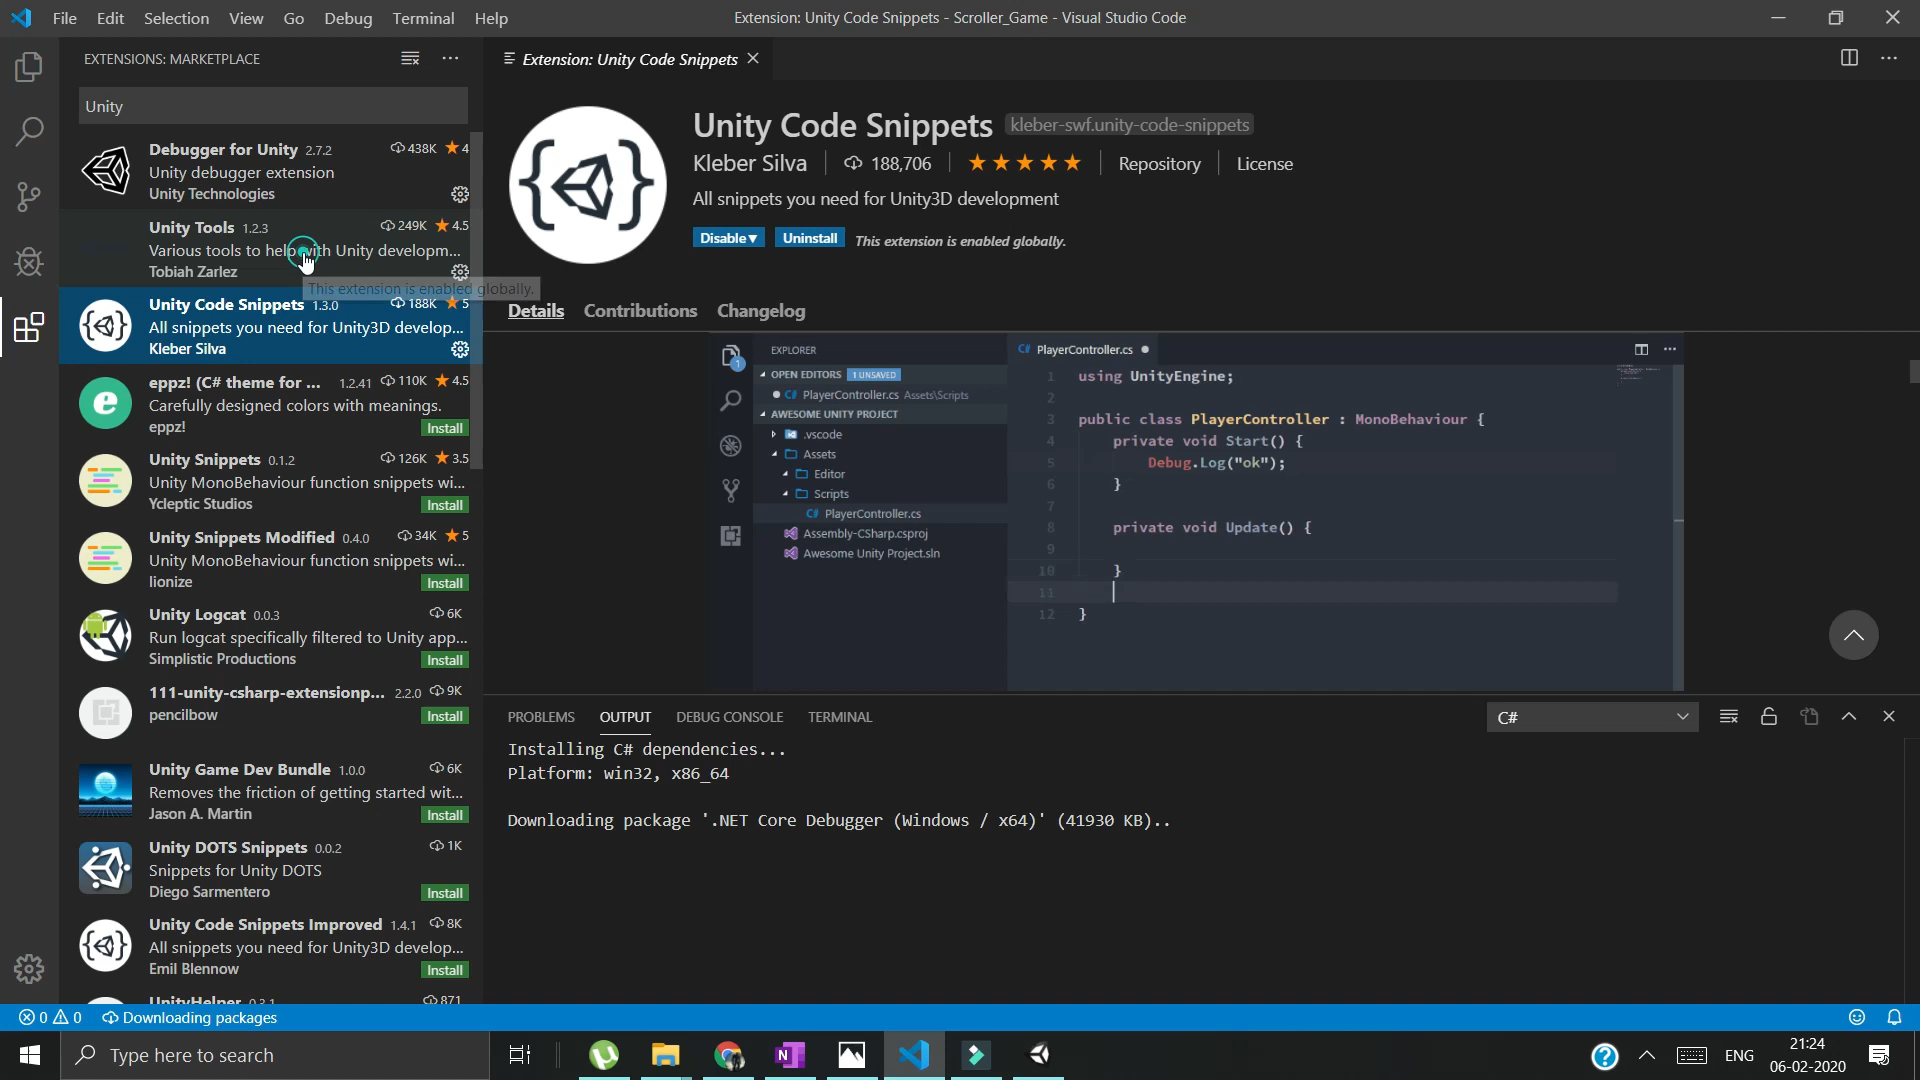 File Edit Selection View Go Debug Terminal Help
Extension: Unity Code Snippets - Scroller_Game - Visual Studio Code
EXTENSIONS: MARKETPLACE
Unity
Debugger for Unity 2.7.2 438K 4
Unity debugger extension
Unity Technologies
Unity Tools 1.2.3 249K 4.5
Various tools to help with Unity developm...
Tobiah Zarlez
This extension is enabled globally.
Unity Code Snippets 1.3.0 188K 5
All snippets you need for Unity3D develop...
Kleber Silva
eppz! (C# theme for ... 1.2.41 110K 4.5
Carefully designed colors with meanings.
eppz! Install
Unity Snippets 0.1.2 126K 3.5
Unity MonoBehaviour function snippets wi...
Ycleptic Studios Install
Unity Snippets Modified 0.4.0 34K 5
Unity MonoBehaviour function snippets wi...
lionize Install
Unity Logcat 0.0.3 6K
Run logcat specifically filtered to Unity app...
Simplistic Productions Install
111-unity-csharp-extensionp... 2.2.0 9K
pencilbow Install
Unity Game Dev Bundle 1.0.0 6K
Removes the friction of getting started wit...
Jason A. Martin Install
Unity DOTS Snippets 0.0.2 1K
Snippets for Unity DOTS
Diego Sarmentero Install
Unity Code Snippets Improved 1.4.1 8K
All snippets you need for Unity3D develop...
Emil Blennow Install
UnityHelper 0.3.1 871
Extension: Unity Code Snippets
Unity Code Snippets kleber-swf.unity-code-snippets
Kleber Silva 188,706 Repository License
All snippets you need for Unity3D development
Disable Uninstall This extension is enabled globally.
Details Contributions Changelog
EXPLORER
OPEN EDITORS 1 UNSAVED
C# PlayerController.cs Assets\Scripts
AWESOME UNITY PROJECT
.vscode
Assets
Editor
Scripts
C# PlayerController.cs
Assembly-CSharp.csproj
Awesome Unity Project.sln
1
C# PlayerController.cs
1 using UnityEngine;
2
3 public class PlayerController : MonoBehaviour {
4 private void Start() {
5 Debug.Log("ok");
6 }
7
8 private void Update() {
9
10 }
11
12 }
PROBLEMS OUTPUT DEBUG CONSOLE TERMINAL C#
Installing C# dependencies...
Platform: win32, x86_64
Downloading package '.NET Core Debugger (Windows / x64)' (41930 KB)..
0 0 Downloading packages
Type here to search
ENG
21:24
06-02-2020